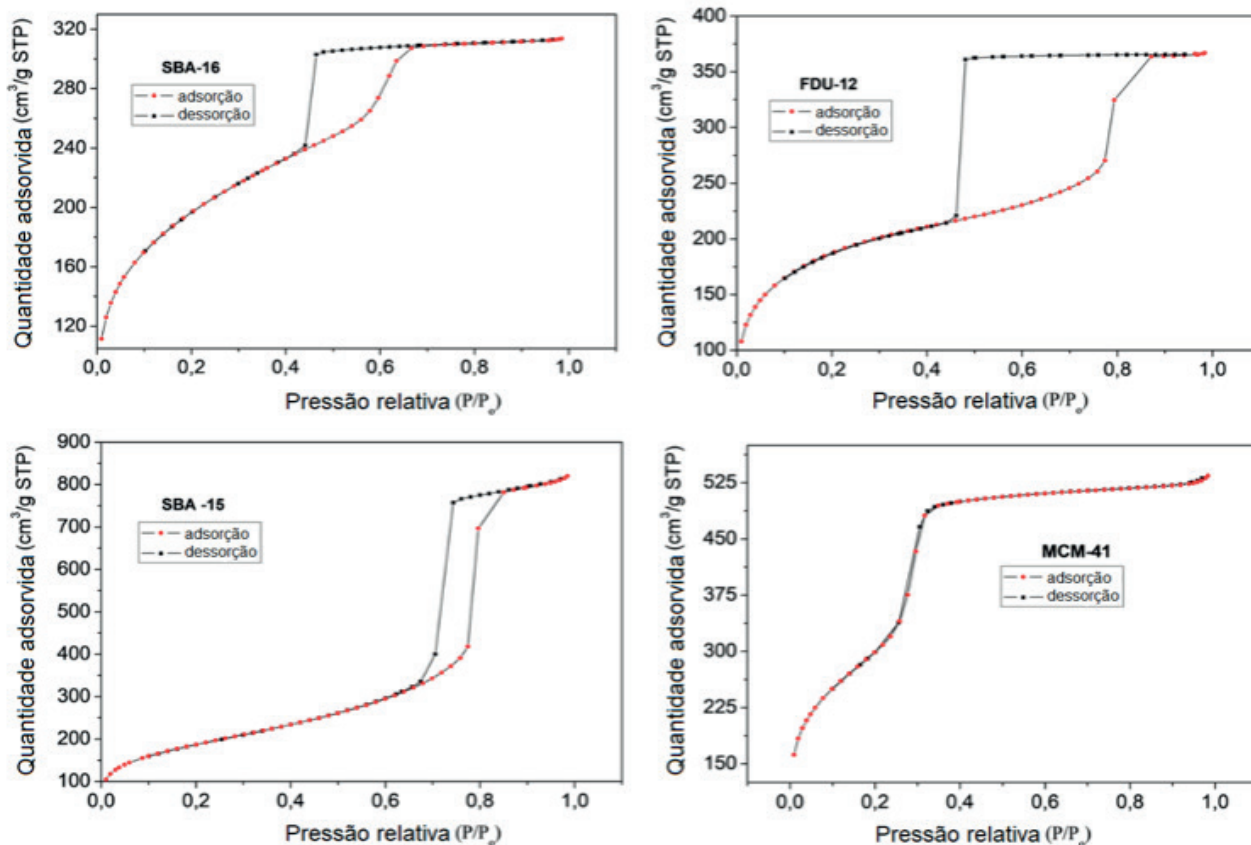 Quantidade adsorvida (cm³/g STP)
320
280
240
200
160
120
SBA-16
adsorção
dessorção
0,0 0,2 0,4 0,6 0,8 1,0
Pressão relativa (P/Pₒ)
Quantidade adsorvida (cm³/g STP)
400
350
300
250
200
150
100
FDU-12
adsorção
dessorção
0,0 0,2 0,4 0,6 0,8 1,0
Pressão relativa (P/Pₒ)
Quantidade adsorvida (cm³/g STP)
900
800
700
600
500
400
300
200
100
SBA -15
adsorção
dessorção
0,0 0,2 0,4 0,6 0,8 1,0
Pressão relativa (P/Pₒ)
Quantidade adsorvida (cm³/g STP)
525
450
375
300
225
150
MCM-41
adsorção
dessorção
0,0 0,2 0,4 0,6 0,8 1,0
Pressão relativa (P/Pₒ)